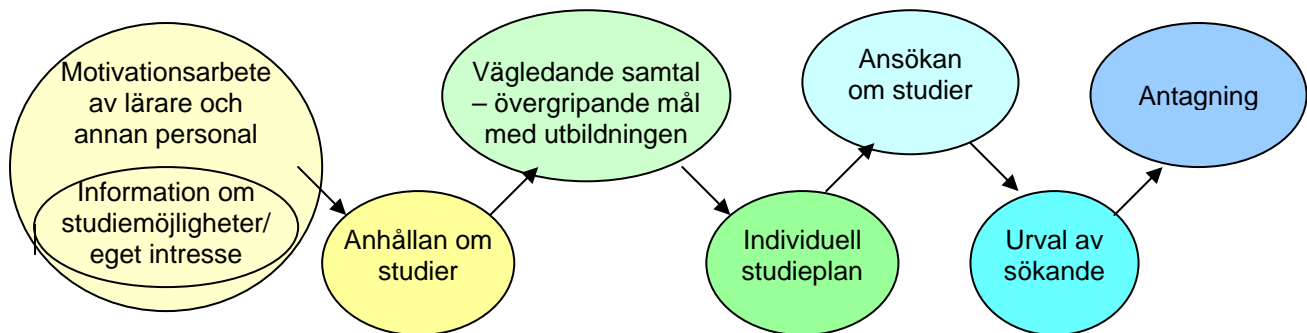 Motivationsarbete
av lärare och
annan personal
Information om
studiemöjligheter/
eget intresse
Anhållan om
studier
Vägledande samtal
– övergripande mål
med utbildningen
Individuell
studieplan
Ansökan
om studier
Urval av
sökande
Antagning